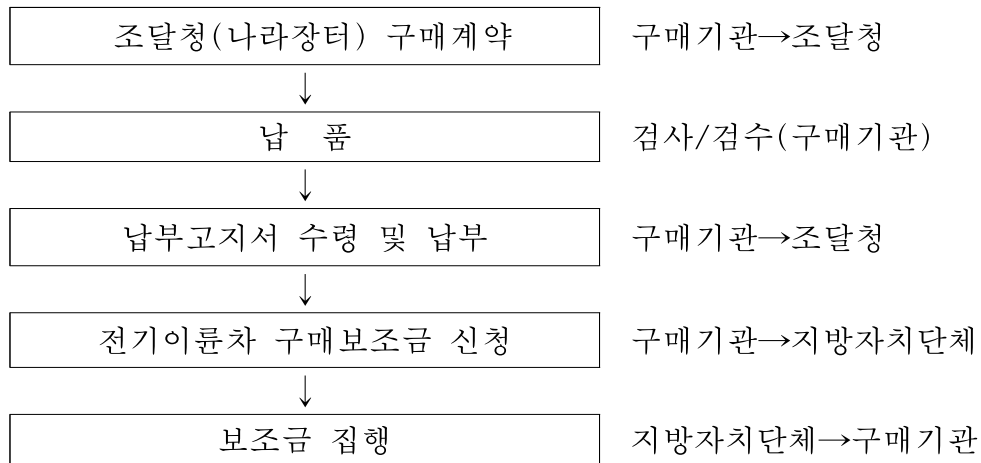 조달청(나라장터) 구매계약 구매기관→조달청
↓
납 품 검사/검수(구매기관)
↓
납부고지서 수령 및 납부 구매기관→조달청
↓
전기이륜차 구매보조금 신청 구매기관→지방자치단체
↓
보조금 집행 지방자치단체→구매기관